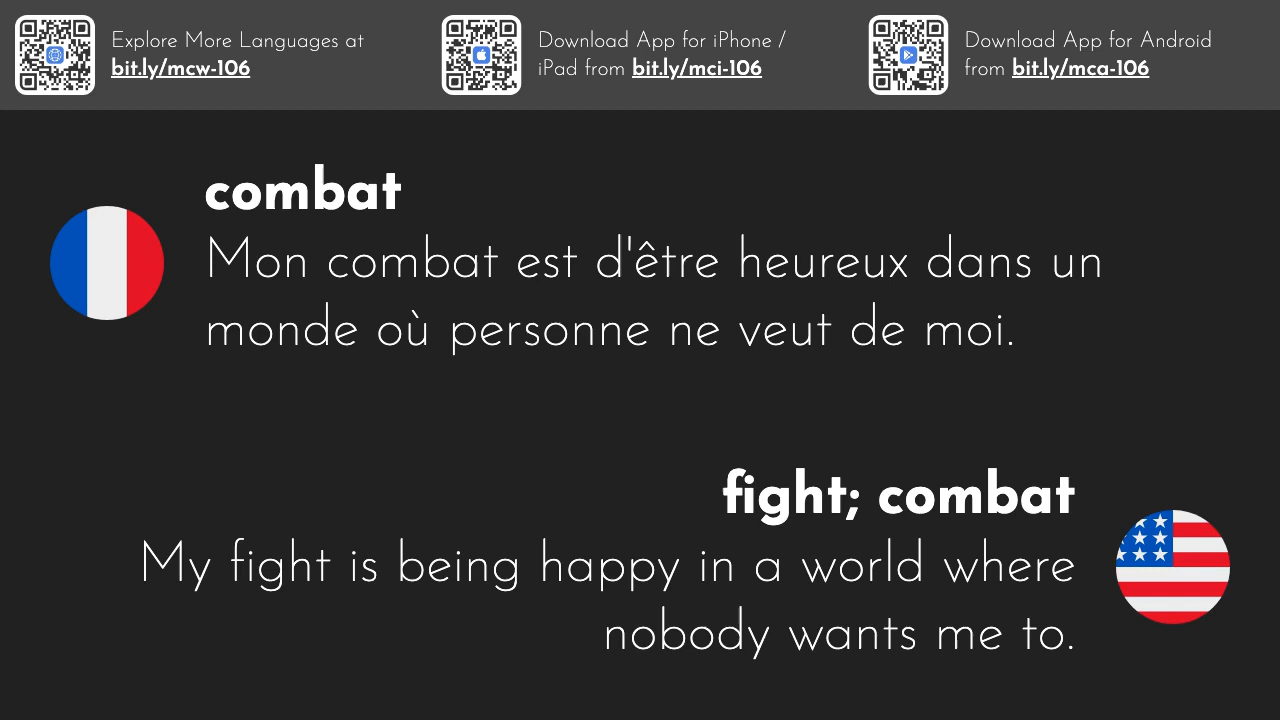 Explore More Languages at
bit.ly/mcw-106
Download App for iPhone /
iPad from bit.ly/mci-106
Download App for Android
from bit.ly/mca-106
combat
Mon combat est d'être heureux dans un
monde où personne ne veut de moi.
fight; combat
My fight is being happy in a world where
nobody wants me to.